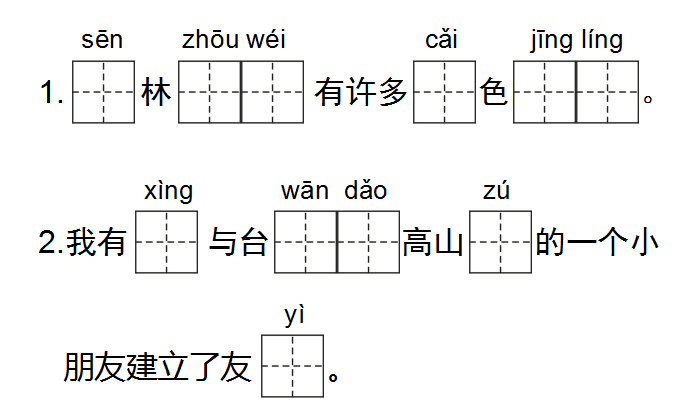 sēn zhōu wéi cǎi jīng líng
1. 林 有许多 色 。
xìng wān dǎo zú
2.我有 与台 高山 的一个小
yì
朋友建立了友 。